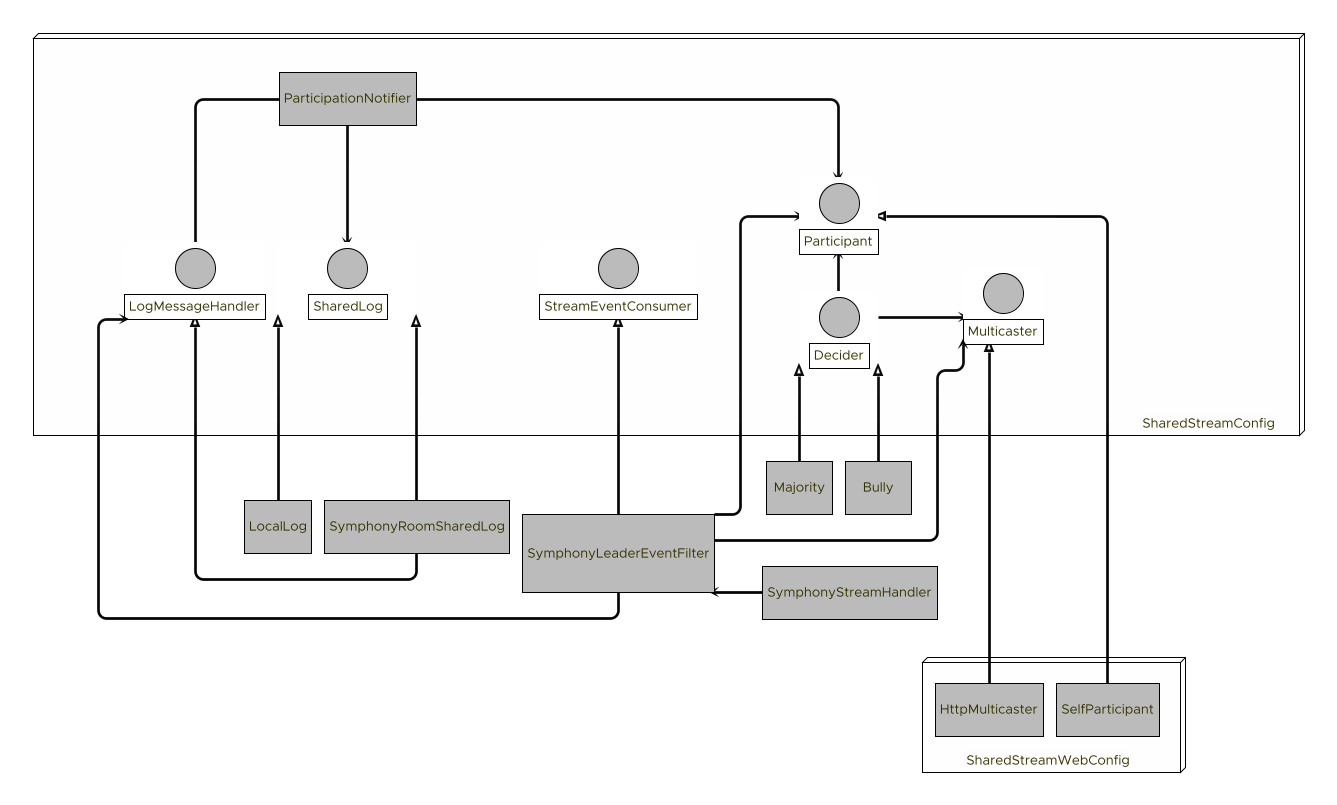 ParticipationNotifier
Participant
LogMessageHandler
SharedLog
StreamEventConsumer
Multicaster
Decider
SharedStreamConfig
Majority
Bully
LocalLog
SymphonyRoomSharedLog
SymphonyLeaderEventFilter
SymphonyStreamHandler
HttpMulticaster
SelfParticipant
SharedStreamWebConfig